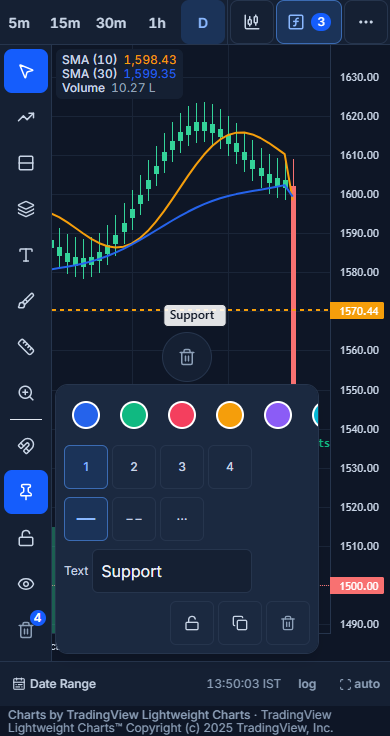 5m 15m 30m 1h D 3
SMA (10) 1,598.43
SMA (30) 1,599.35
Volume 10.27 L
1630.00
1620.00
1610.00
1600.00
1590.00
1580.00
1570.44
Support
1560.00
1550.00
1540.00
ts
1 2 3 4
1530.00
1520.00
1510.00
Text Support
1500.00
1490.00
4
Date Range 13:50:03 IST log auto
Charts by TradingView Lightweight Charts · TradingView
Lightweight Charts™ Copyright (c) 2025 TradingView, Inc.